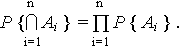 P{⋂_{i=1}^{n} A_i} = ∏_{i=1}^{n} P{A_i}.